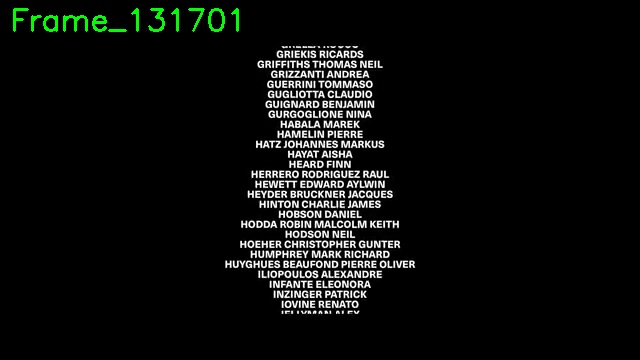 Frame_131701
GRIEKIS RICARDS
GRIFFITHS THOMAS NEIL
GRIZZANTI ANDREA
GUERRINI TOMMASO
GUGLIOTTA CLAUDIO
GUIGNARD BENJAMIN
GURGOGLIONE NINA
HABALA MAREK
HAMELIN PIERRE
HATZ JOHANNES MARKUS
HAYAT AISHA
HEARD FINN
HERRERO RODRIGUEZ RAUL
HEWETT EDWARD AYLWIN
HEYDER BRUCKNER JACQUES
HINTON CHARLIE JAMES
HOBSON DANIEL
HODDA ROBIN MALCOLM KEITH
HODSON NEIL
HOEHER CHRISTOPHER GUNTER
HUMPHREY MARK RICHARD
HUYGHUES BEAUFOND PIERRE OLIVER
ILIOPOULOS ALEXANDRE
INFANTE ELEONORA
INZINGER PATRICK
IOVINE RENATO
JELLYMAN ALEX